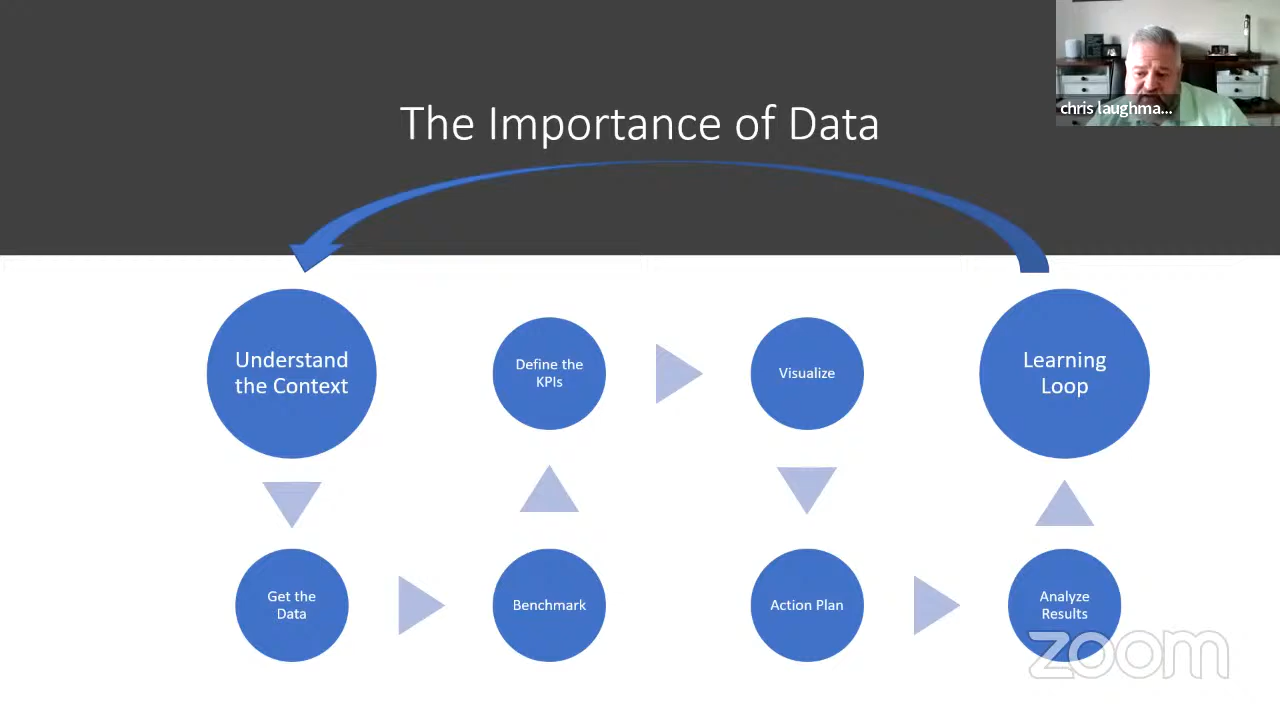 The Importance of Data
chris laughma...
Understand
the Context
Get the
Data
Benchmark
Define the
KPIs
Visualize
Action Plan
Analyze
Results
Learning
Loop
zoom